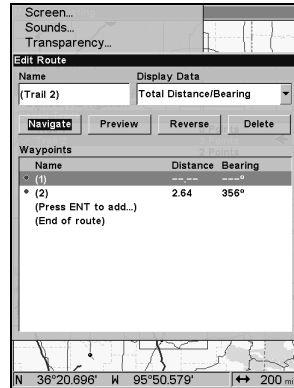 Screen...
Sounds...
Transparency...
Edit Route
Name Display Data
(Trail 2) Total Distance/Bearing
Navigate Preview Reverse Delete
2 Points
Waypoints
Name Distance Bearing
(1) --.-- ---°
(2) 2.64 356°
(Press ENT to add...)
(End of route)
N 36°20.696' W 95°50.579' ↔ 200